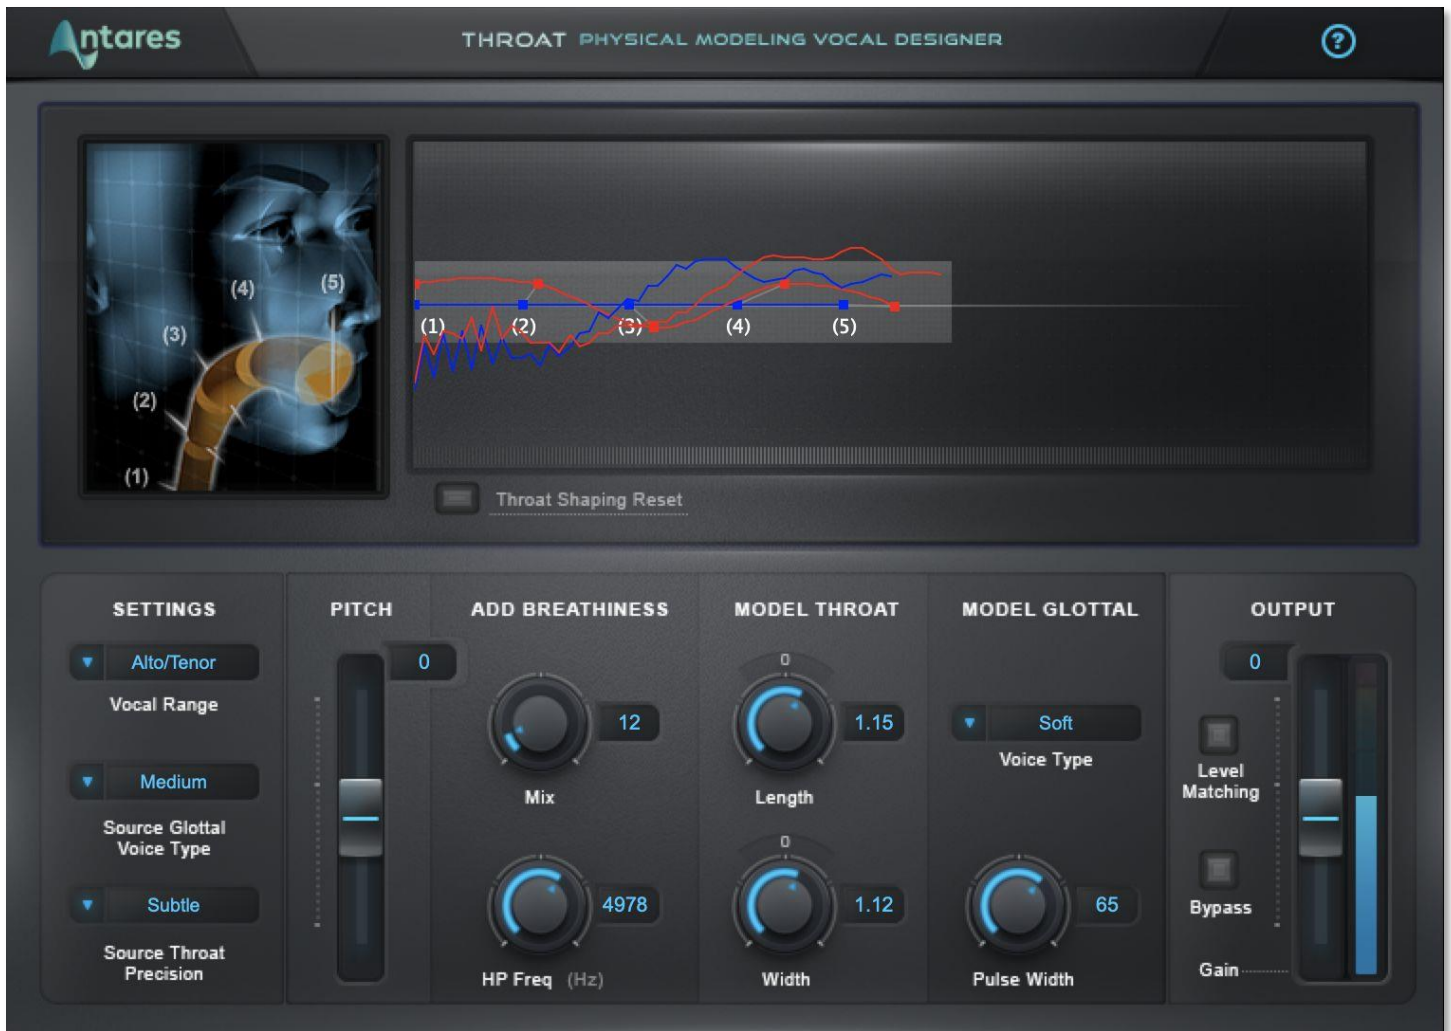 Antares
THROAT PHYSICAL MODELING VOCAL DESIGNER
?
(5)
(4)
(3)
(2)
(1)
(1) (2) (3) (4) (5)
Throat Shaping Reset
SETTINGS
Alto/Tenor
Vocal Range
Medium
Source Glottal
Voice Type
Subtle
Source Throat
Precision
PITCH
0
ADD BREATHINESS
12
Mix
4978
HP Freq (Hz)
MODEL THROAT
0
1.15
Length
0
1.12
Width
MODEL GLOTTAL
Soft
Voice Type
65
Pulse Width
OUTPUT
0
Level
Matching
Bypass
Gain